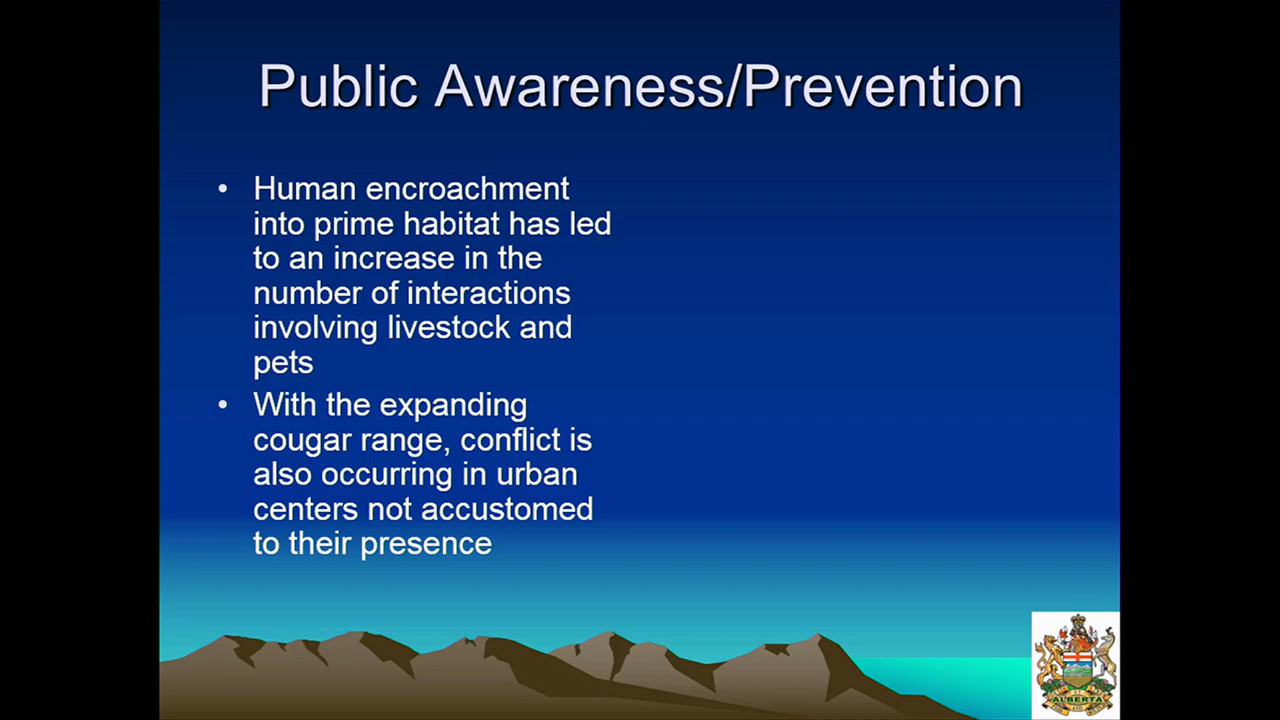 Public Awareness/Prevention
• Human encroachment
into prime habitat has led
to an increase in the
number of interactions
involving livestock and
pets
• With the expanding
cougar range, conflict is
also occurring in urban
centers not accustomed
to their presence
ALBERTA